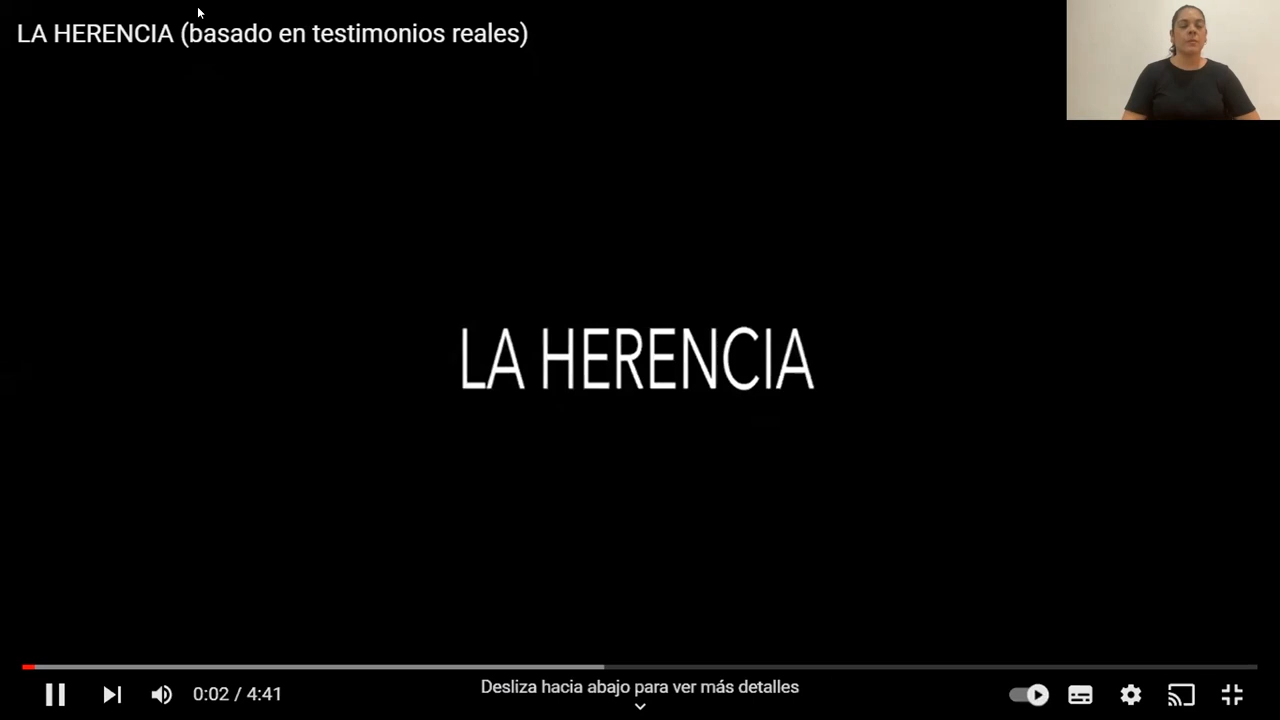 LA HERENCIA (basado en testimonios reales)
LA HERENCIA
0:02 / 4:41
Desliza hacia abajo para ver más detalles